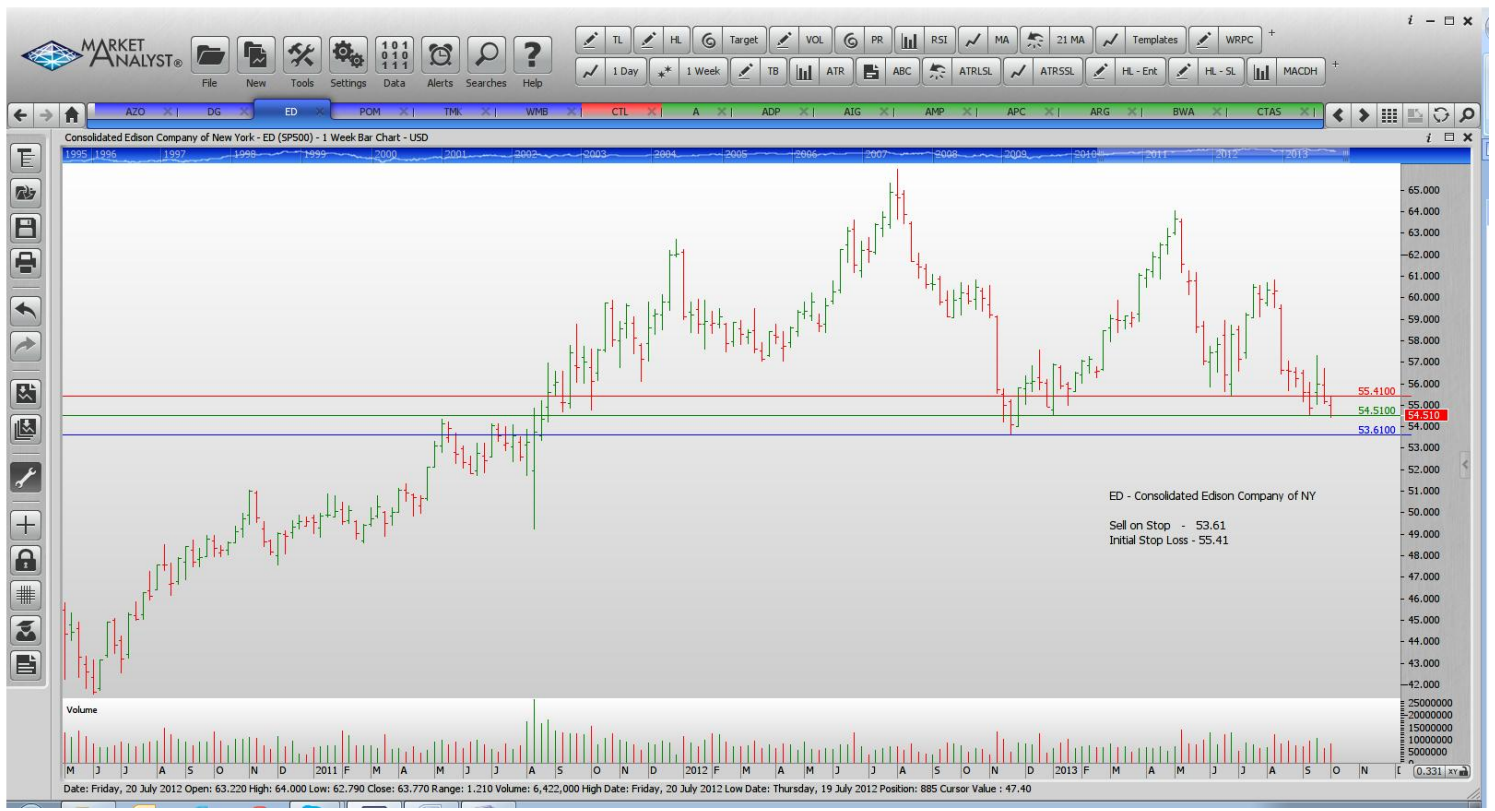 MARKET
ANALYST®
File
New
Tools
Settings
Data
Alerts
Searches
Help
101
010
111
TL
HL
Target
VOL
PR
RSI
MA
21 MA
Templates
WRPC
1 Day
1 Week
TB
ATR
ABC
ATRLSL
ATRSSL
HL - Ent
HL - SL
MACDH
AZO
DG
ED
POM
TMK
WMB
CTL
A
ADP
AIG
AMP
APC
ARG
BWA
CTAS
Consolidated Edison Company of New York - ED (SP500) - 1 Week Bar Chart - USD
1995 1996 1997 1998 1999 2000 2001 2002 2003 2004 2005 2006 2007 2008 2009 2010 2011 2012 2013
65.000
64.000
63.000
62.000
61.000
60.000
59.000
58.000
57.000
56.000
55.4100
55.000
54.5100
54.510
54.000
53.6100
53.000
52.000
51.000
50.000
49.000
48.000
47.000
46.000
45.000
44.000
43.000
42.000
ED - Consolidated Edison Company of NY
Sell on Stop - 53.61
Initial Stop Loss - 55.41
Volume
25000000
20000000
15000000
10000000
5000000
0
M J J A S O N D 2011 F M A M J J A S O N D 2012 F M A M J J A S O N D 2013 F M A M J J A S O N
0.331 XY
Date: Friday, 20 July 2012 Open: 63.220 High: 64.000 Low: 62.790 Close: 63.770 Range: 1.210 Volume: 6,422,000 High Date: Friday, 20 July 2012 Low Date: Thursday, 19 July 2012 Position: 885 Cursor Value : 47.40